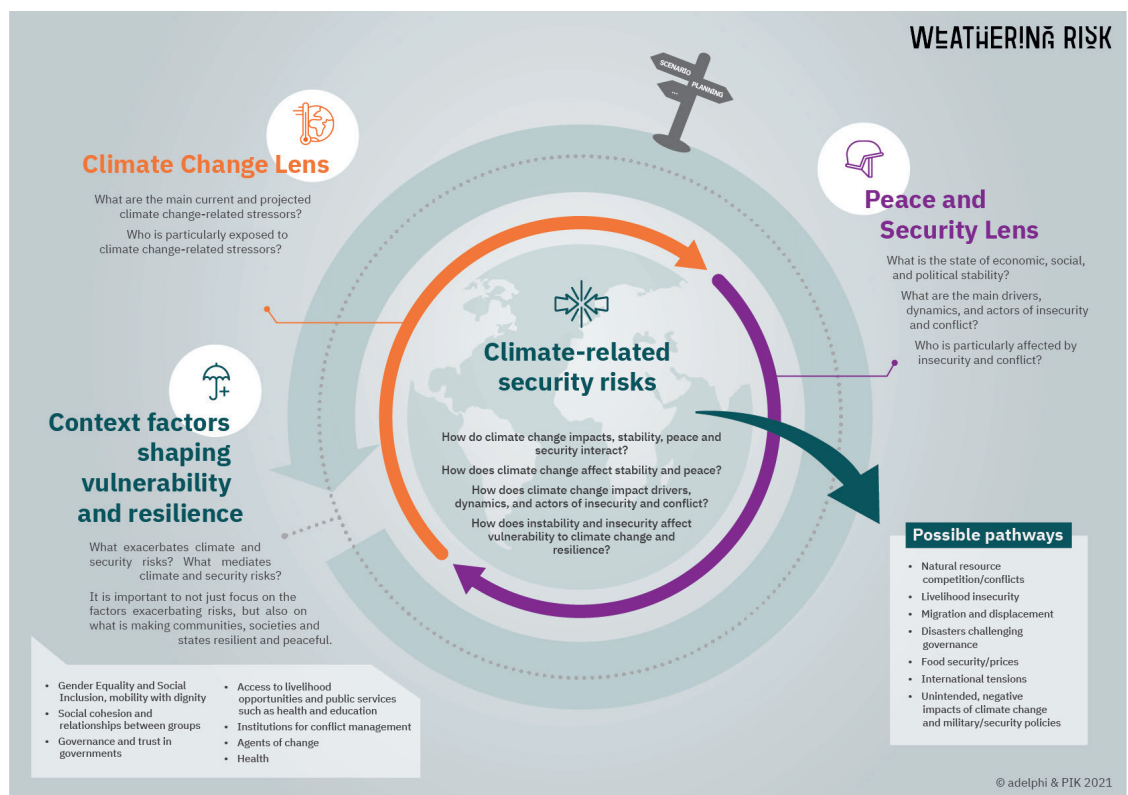 WEATHERING RISK
SCENARIO
PLANNING
...
Climate Change Lens
What are the main current and projected
climate change-related stressors?
Who is particularly exposed to
climate change-related stressors?
Peace and
Security Lens
What is the state of economic, social,
and political stability?
What are the main drivers,
dynamics, and actors of insecurity
and conflict?
Who is particularly affected by
insecurity and conflict?
Climate-related
security risks
How do climate change impacts, stability, peace and
security interact?
How does climate change affect stability and peace?
How does climate change impact drivers,
dynamics, and actors of insecurity and conflict?
How does instability and insecurity affect
vulnerability to climate change and
resilience?
Context factors
shaping
vulnerability
and resilience
What exacerbates climate and
security risks? What mediates
climate and security risks?
It is important to not just focus on the
factors exacerbating risks, but also on
what is making communities, societies and
states resilient and peaceful.
• Gender Equality and Social
Inclusion, mobility with dignity
• Social cohesion and
relationships between groups
• Governance and trust in
governments
• Access to livelihood
opportunities and public services
such as health and education
• Institutions for conflict management
• Agents of change
• Health
Possible pathways
• Natural resource
competition/conflicts
• Livelihood insecurity
• Migration and displacement
• Disasters challenging
governance
• Food security/prices
• International tensions
• Unintended, negative
impacts of climate change
and military/security policies
© adelphi & PIK 2021